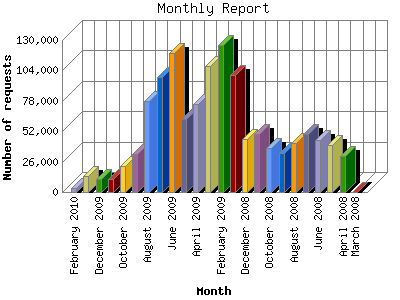 Monthly Report
Number of requests
130,000
104,000
78,000
52,000
26,000
0
February 2010
December 2009
October 2009
August 2009
June 2009
April 2009
February 2009
December 2008
October 2008
August 2008
June 2008
April 2008
March 2008
Month